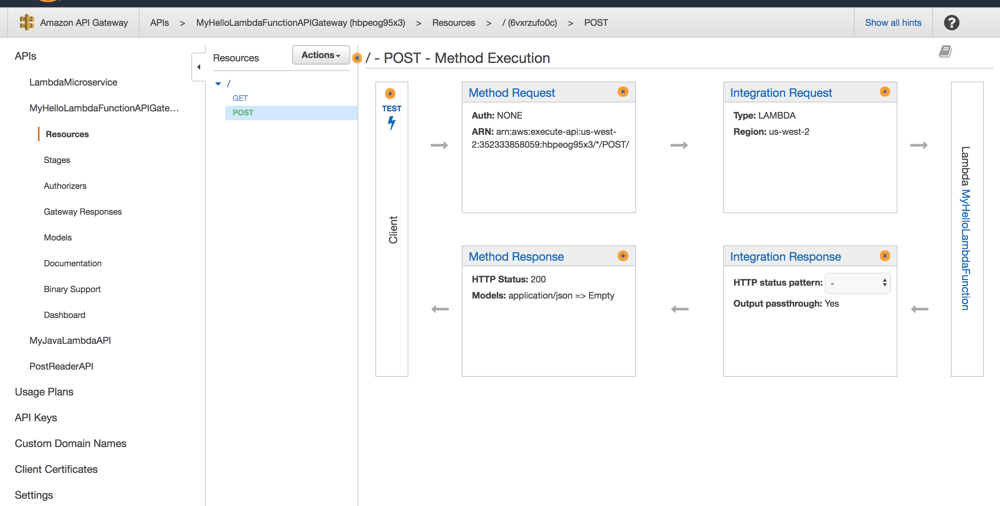 Amazon API Gateway
APIs > MyHelloLambdaFunctionAPIGateway (hbpeog95x3) > Resources > / (6vxrzufo0c) > POST
Show all hints
?
APIs
LambdaMicroservice
MyHelloLambdaFunctionAPIGate...
Resources
Stages
Authorizers
Gateway Responses
Models
Documentation
Binary Support
Dashboard
MyJavaLambdaAPI
PostReaderAPI
Usage Plans
API Keys
Custom Domain Names
Client Certificates
Settings
Resources
Actions
/
GET
POST
/ - POST - Method Execution
TEST
Client
Method Request
Auth: NONE
ARN: arn:aws:execute-api:us-west-
2:352333858059:hbpeog95x3/*/POST/
Integration Request
Type: LAMBDA
Region: us-west-2
Lambda MyHelloLambdaFunction
Method Response
HTTP Status: 200
Models: application/json => Empty
Integration Response
HTTP status pattern: -
Output passthrough: Yes